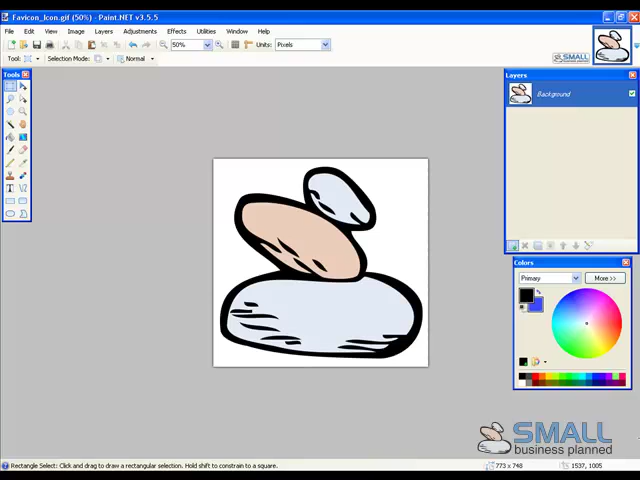 Favicon_Icon.gif (50%) - Paint.NET v3.5.5
File Edit View Image Layers Adjustments Effects Utilities Window Help
50% Units: Pixels
Tool: Selection Mode: Normal
SMALL
Tools
Layers
Background
Colors
Primary More >>
SMALL
business planned
Rectangle Select: Click and drag to draw a rectangular selection. Hold shift to constrain to a square. 773 x 748 1537, 1005